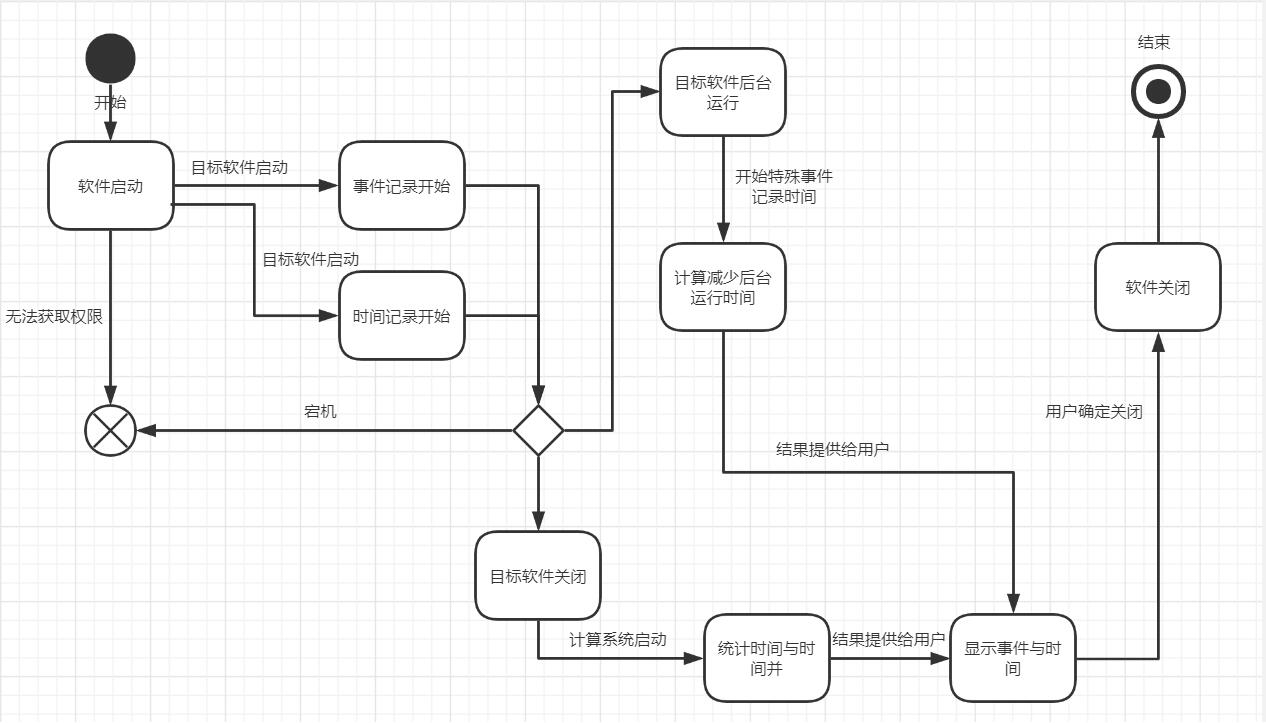 开始
软件启动
目标软件启动
目标软件启动
无法获取权限
事件记录开始
时间记录开始
宕机
目标软件后台
运行
开始特殊事件
记录时间
计算减少后台
运行时间
结果提供给用户
目标软件关闭
计算系统启动
统计时间与时
间并
结果提供给用户
显示事件与时
间
用户确定关闭
软件关闭
结束